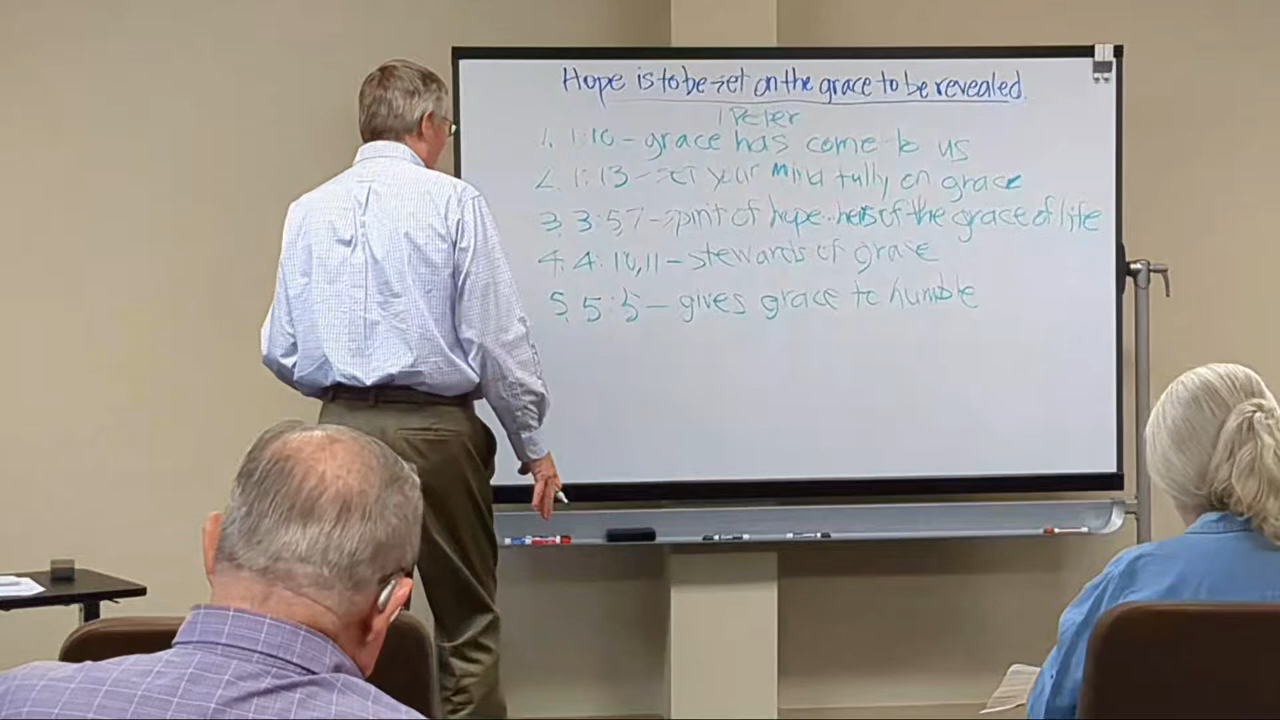 Hope is to be set on the grace to be revealed.
1 Peter
1. 1:10 - grace has come to us
2. 1:13 - set your mind fully on grace
3. 3:5,7 - spirit of hope.. heirs of the grace of life
4. 4:10,11 - stewards of grace
5. 5:5 - gives grace to humble